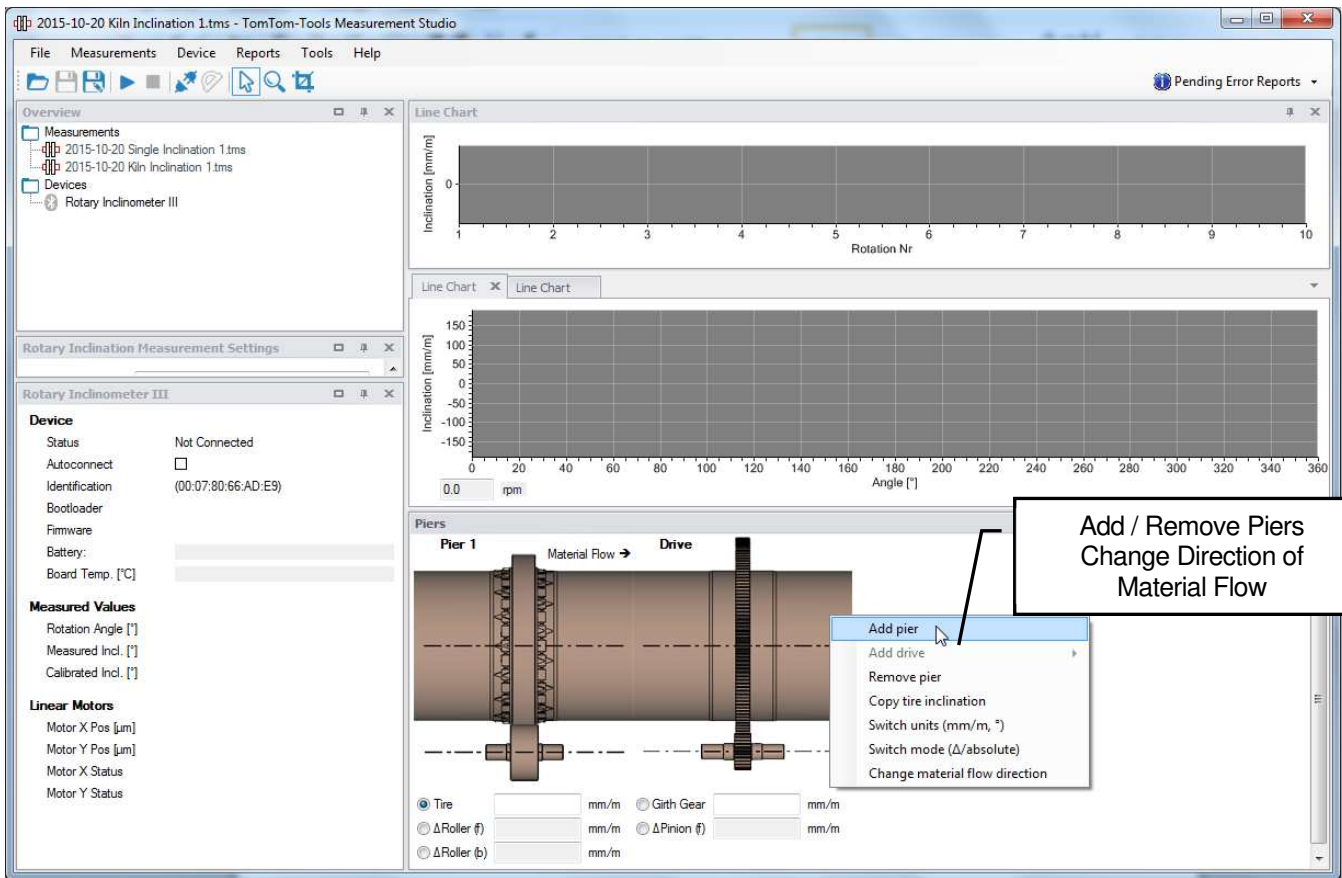 2015-10-20 Kiln Inclination 1.tms - TomTom-Tools Measurement Studio
File Measurements Device Reports Tools Help
Pending Error Reports
Overview
Measurements
2015-10-20 Single Inclination 1.tms
2015-10-20 Kiln Inclination 1.tms
Devices
Rotary Inclinometer III
Rotary Inclination Measurement Settings
Rotary Inclinometer III
Device
Status Not Connected
Autoconnect
Identification (00:07:80:66:AD:E9)
Bootloader
Firmware
Battery:
Board Temp. [°C]
Measured Values
Rotation Angle [°]
Measured Incl. [°]
Calibrated Incl. [°]
Linear Motors
Motor X Pos [µm]
Motor Y Pos [µm]
Motor X Status
Motor Y Status
Line Chart
Inclination [mm/m]
0
1 2 3 4 5 6 7 8 9 10
Rotation Nr
Line Chart Line Chart
Inclination [mm/m]
150
100
50
0
-50
-100
-150
0 20 40 60 80 100 120 140 160 180 200 220 240 260 280 300 320 340 360
Angle [°]
0.0 rpm
Piers
Pier 1 Material Flow → Drive
Add / Remove Piers
Change Direction of
Material Flow
Add pier
Add drive
Remove pier
Copy tire inclination
Switch units (mm/m, °)
Switch mode (Δ/absolute)
Change material flow direction
Tire mm/m Girth Gear mm/m
ΔRoller (f) mm/m ΔPinion (f) mm/m
ΔRoller (b) mm/m